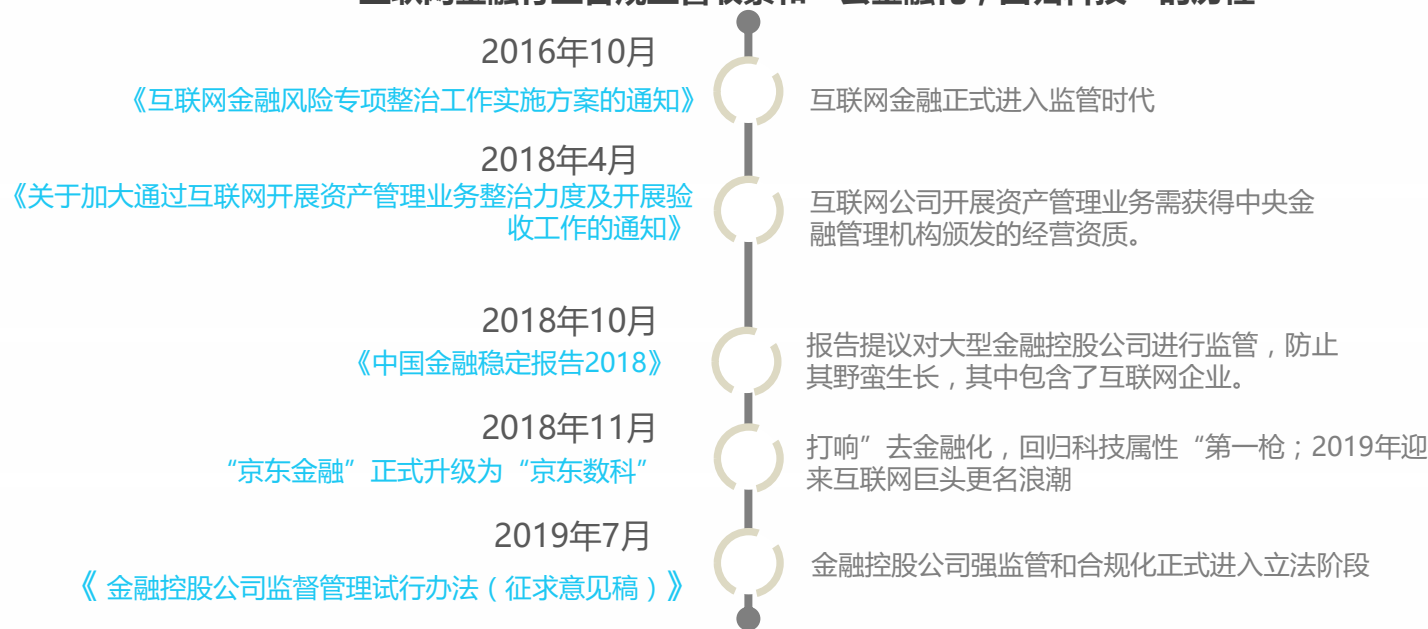 2016年10月
《互联网金融风险专项整治工作实施方案的通知》
互联网金融正式进入监管时代
2018年4月
《关于加大通过互联网开展资产管理业务整治力度及开展验
收工作的通知》
互联网公司开展资产管理业务需获得中央金
融管理机构颁发的经营资质。
2018年10月
《中国金融稳定报告2018》
报告提议对大型金融控股公司进行监管，防止
其野蛮生长，其中包含了互联网企业。
2018年11月
“京东金融”正式升级为“京东数科”
打响”去金融化，回归科技属性“第一枪；2019年迎
来互联网巨头更名浪潮
2019年7月
《 金融控股公司监督管理试行办法（征求意见稿）》
金融控股公司强监管和合规化正式进入立法阶段